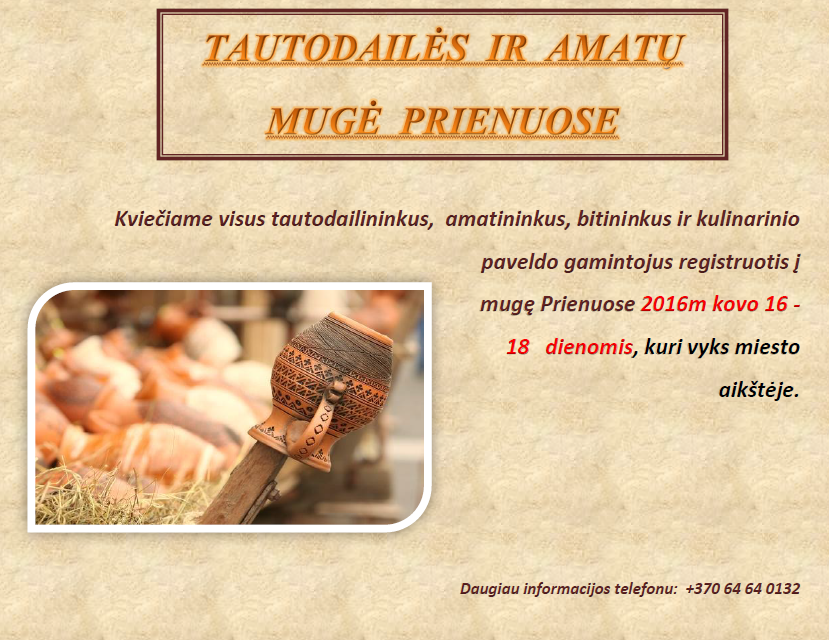 TAUTODAILĖS IR AMATŲ
MUGĖ PRIENUOSE
Kviečiame visus tautodailininkus, amatininkus, bitininkus ir kulinarinio
paveldo gamintojus registruotis į
mugę Prienuose 2016m kovo 16 -
18 dienomis, kuri vyks miesto
aikštėje.
Daugiau informacijos telefonu: +370 64 64 0132